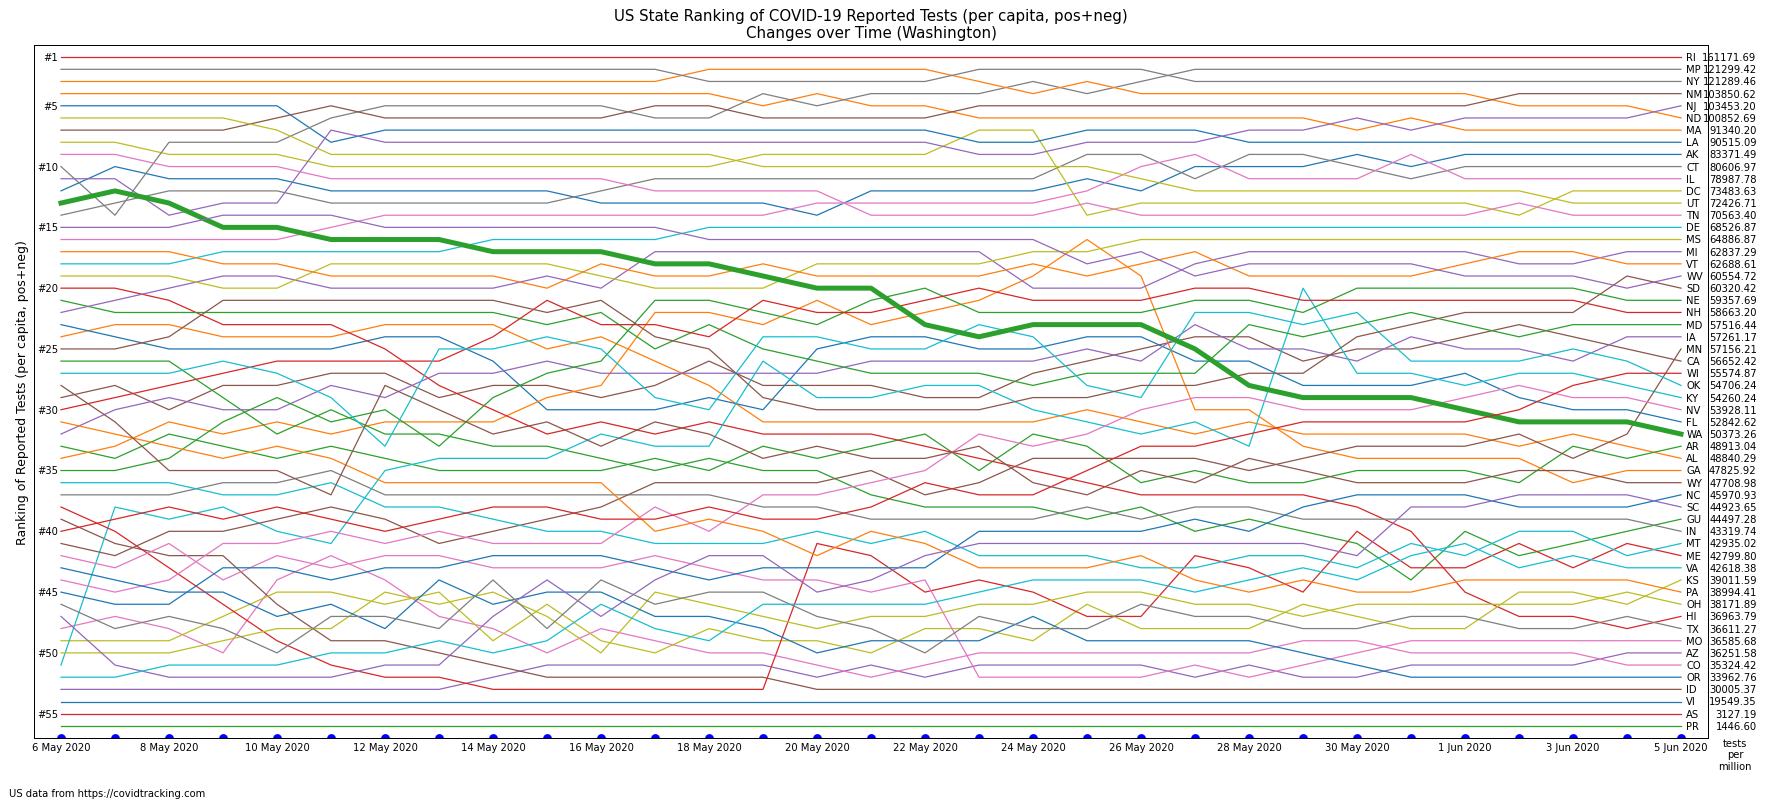 US State Ranking of COVID-19 Reported Tests (per capita, pos+neg)
Changes over Time (Washington)
Ranking of Reported Tests (per capita, pos+neg)
#1
#5
#10
#15
#20
#25
#30
#35
#40
#45
#50
#55
RI 161171.69
MP 121299.42
NY 121289.46
NM 103850.62
NJ 103453.20
ND 100852.69
MA 91340.20
LA 90515.09
AK 83371.49
CT 80606.97
IL 78987.78
DC 73483.63
UT 72426.71
TN 70563.40
DE 68526.87
MS 64886.87
MI 62837.29
VT 62688.61
WV 60554.72
SD 60320.42
NE 59357.69
NH 58663.20
MD 57516.44
IA 57261.17
MN 57156.21
CA 56652.42
WI 55574.87
OK 54706.24
KY 54260.24
NV 53928.11
FL 52842.62
WA 50373.26
AR 48913.04
AL 48840.29
GA 47825.92
WY 47708.98
NC 45970.93
SC 44923.65
GU 44497.28
IN 43319.74
MT 42935.02
ME 42799.80
VA 42618.38
KS 39011.59
PA 38994.41
OH 38171.89
HI 36963.79
TX 36611.27
MO 36585.68
AZ 36251.58
CO 35324.42
OR 33962.76
ID 30005.37
VI 19549.35
AS 3127.19
PR 1446.60
6 May 2020 8 May 2020 10 May 2020 12 May 2020 14 May 2020 16 May 2020 18 May 2020 20 May 2020 22 May 2020 24 May 2020 26 May 2020 28 May 2020 30 May 2020 1 Jun 2020 3 Jun 2020 5 Jun 2020
tests
per
million
US data from https://covidtracking.com